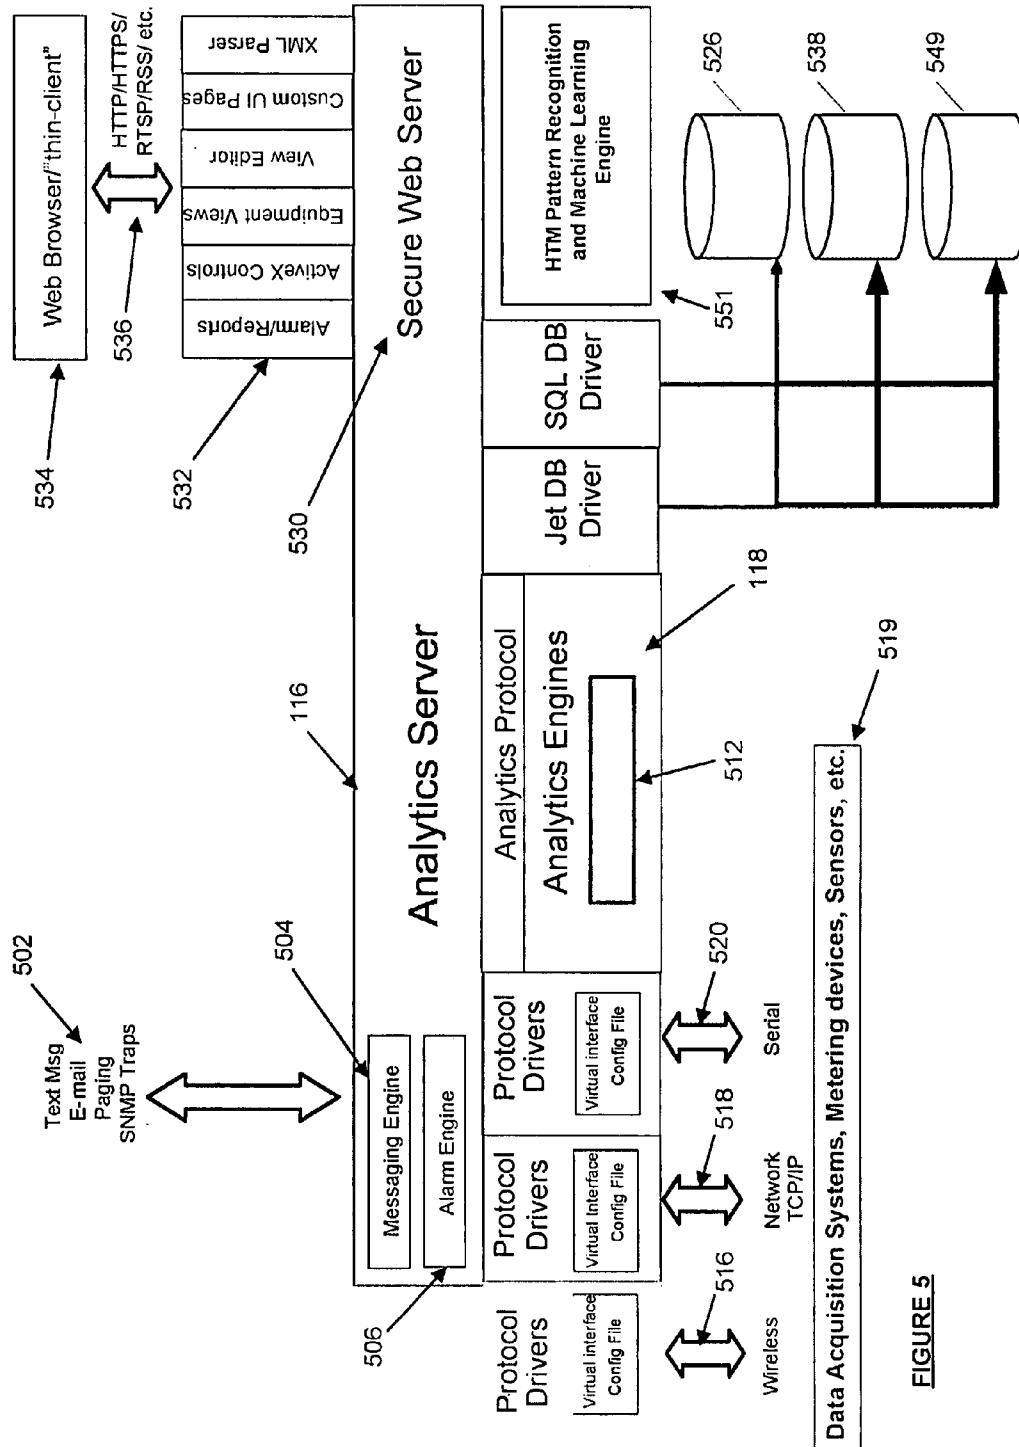 534
Web Browser/"thin-client"
536
HTTP/HTTPS/
RTSP/RSS/ etc.
502
Text Msg
E-mail
Paging
SNMP Traps
532
Alarm/Reports
ActiveX Controls
Equipment Views
View Editor
Custom UI Pages
XML Parser
504
116
530
Messaging Engine
Alarm Engine
Analytics Server
Secure Web Server
506
Protocol
Drivers
Virtual interface
Config File
Protocol
Drivers
Virtual Interface
Config File
Protocol
Drivers
Virtual interface
Config File
Analytics Protocol
Analytics Engines
512
118
Jet DB
Driver
SQL DB
Driver
551
HTM Pattern Recognition
and Machine Learning
Engine
516
518
520
Wireless
Network
TCP/IP
Serial
526
538
549
519
Data Acquisition Systems, Metering devices, Sensors, etc.
FIGURE 5